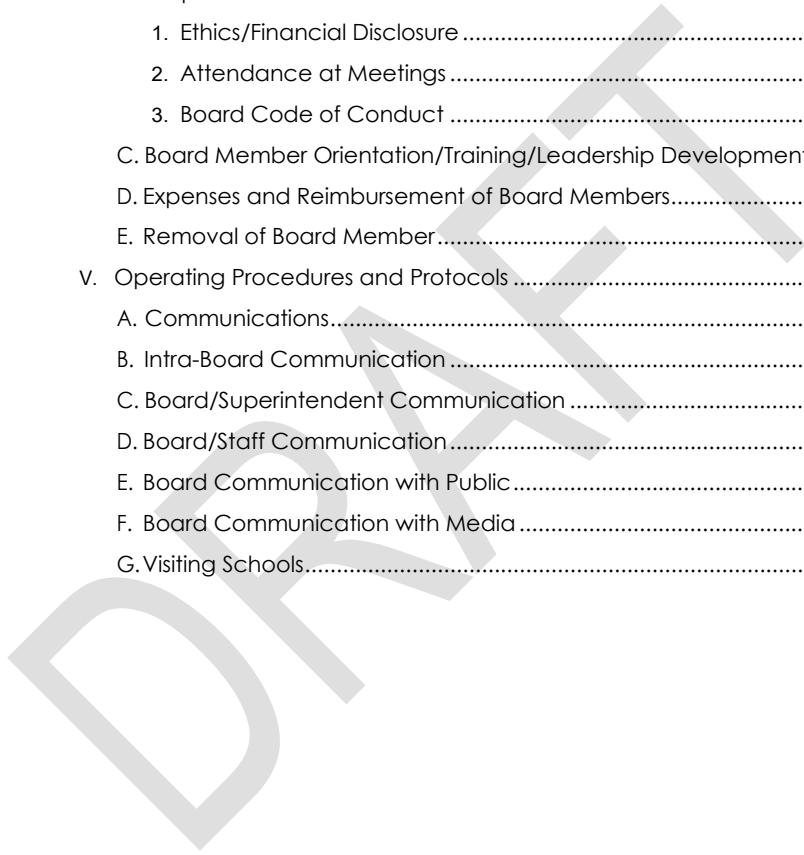 1. Ethics/Financial Disclosure ................................................
2. Attendance at Meetings ................................................
3. Board Code of Conduct ................................................
C. Board Member Orientation/Training/Leadership Development
D. Expenses and Reimbursement of Board Members...................
E. Removal of Board Member................................................
V. Operating Procedures and Protocols ................................................
A. Communications................................................
B. Intra-Board Communication ................................................
C. Board/Superintendent Communication ................................
D. Board/Staff Communication................................................
E. Board Communication with Public................................................
F. Board Communication with Media ................................................
G. Visiting Schools................................................
DRAFT